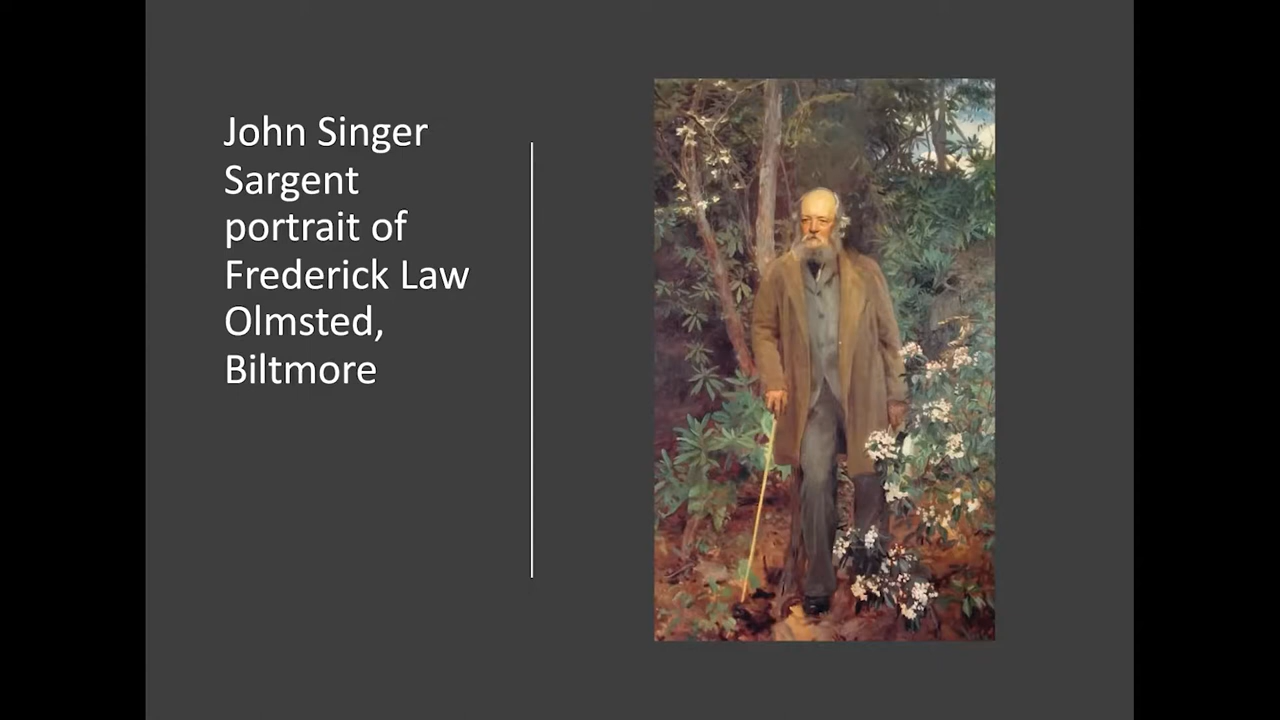 John Singer
Sargent
portrait of
Frederick Law
Olmsted,
Biltmore